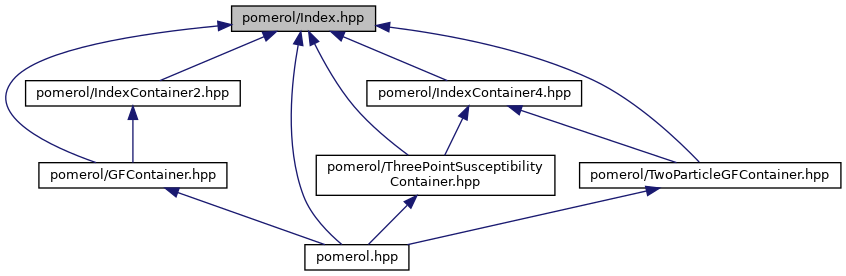 pomerol/Index.hpp
pomerol/IndexContainer2.hpp
pomerol/IndexContainer4.hpp
pomerol/GFContainer.hpp
pomerol/ThreePointSusceptibility
Container.hpp
pomerol/TwoParticleGFContainer.hpp
pomerol.hpp